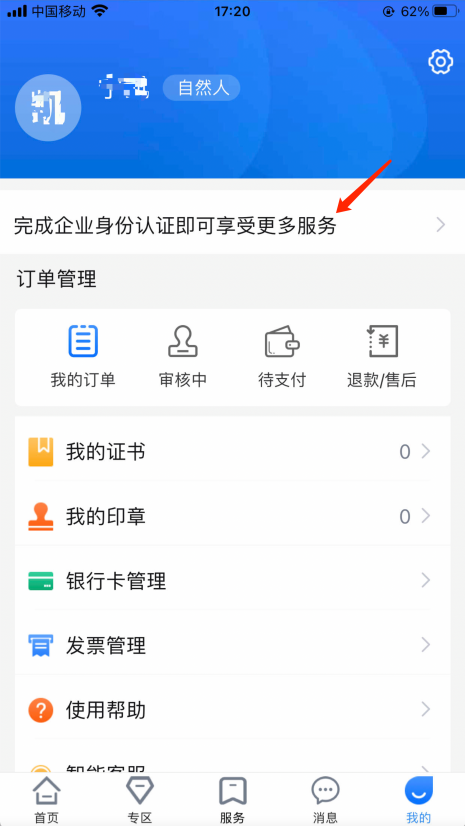 中国移动
17:20
62%
自然人
完成企业身份认证即可享受更多服务
订单管理
我的订单
审核中
待支付
退款/售后
我的证书
0
我的印章
0
银行卡管理
发票管理
使用帮助
智能客服
首页
专区
服务
消息
我的